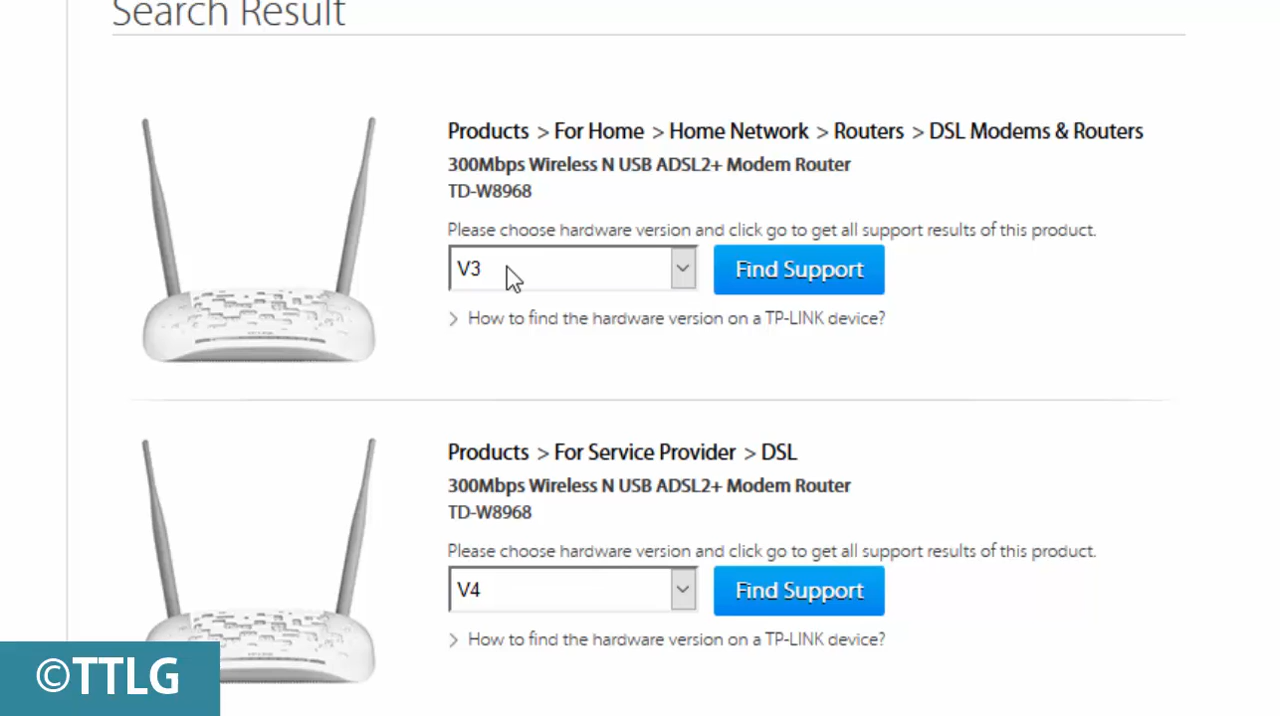 Search Result
Products > For Home > Home Network > Routers > DSL Modems & Routers
300Mbps Wireless N USB ADSL2+ Modem Router
TD-W8968
Please choose hardware version and click go to get all support results of this product.
V3
Find Support
> How to find the hardware version on a TP-LINK device?
Products > For Service Provider > DSL
300Mbps Wireless N USB ADSL2+ Modem Router
TD-W8968
Please choose hardware version and click go to get all support results of this product.
V4
Find Support
> How to find the hardware version on a TP-LINK device?
©TTLG